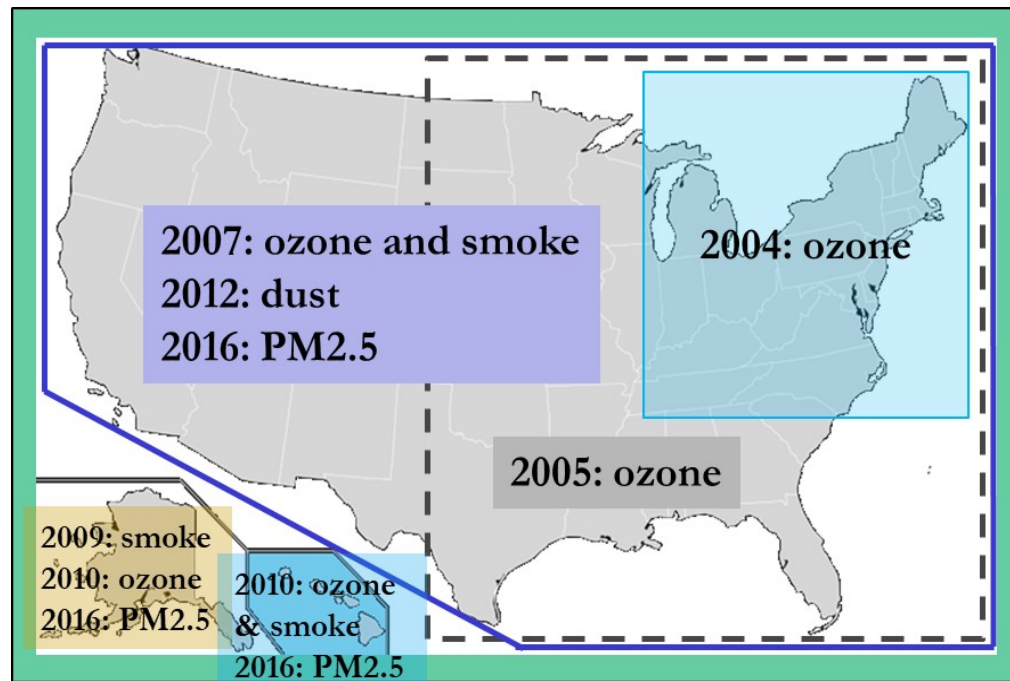 2007: ozone and smoke
2012: dust
2016: PM2.5
2004: ozone
2005: ozone
2009: smoke
2010: ozone
2016: PM2.5
2010: ozone
& smoke
2016: PM2.5